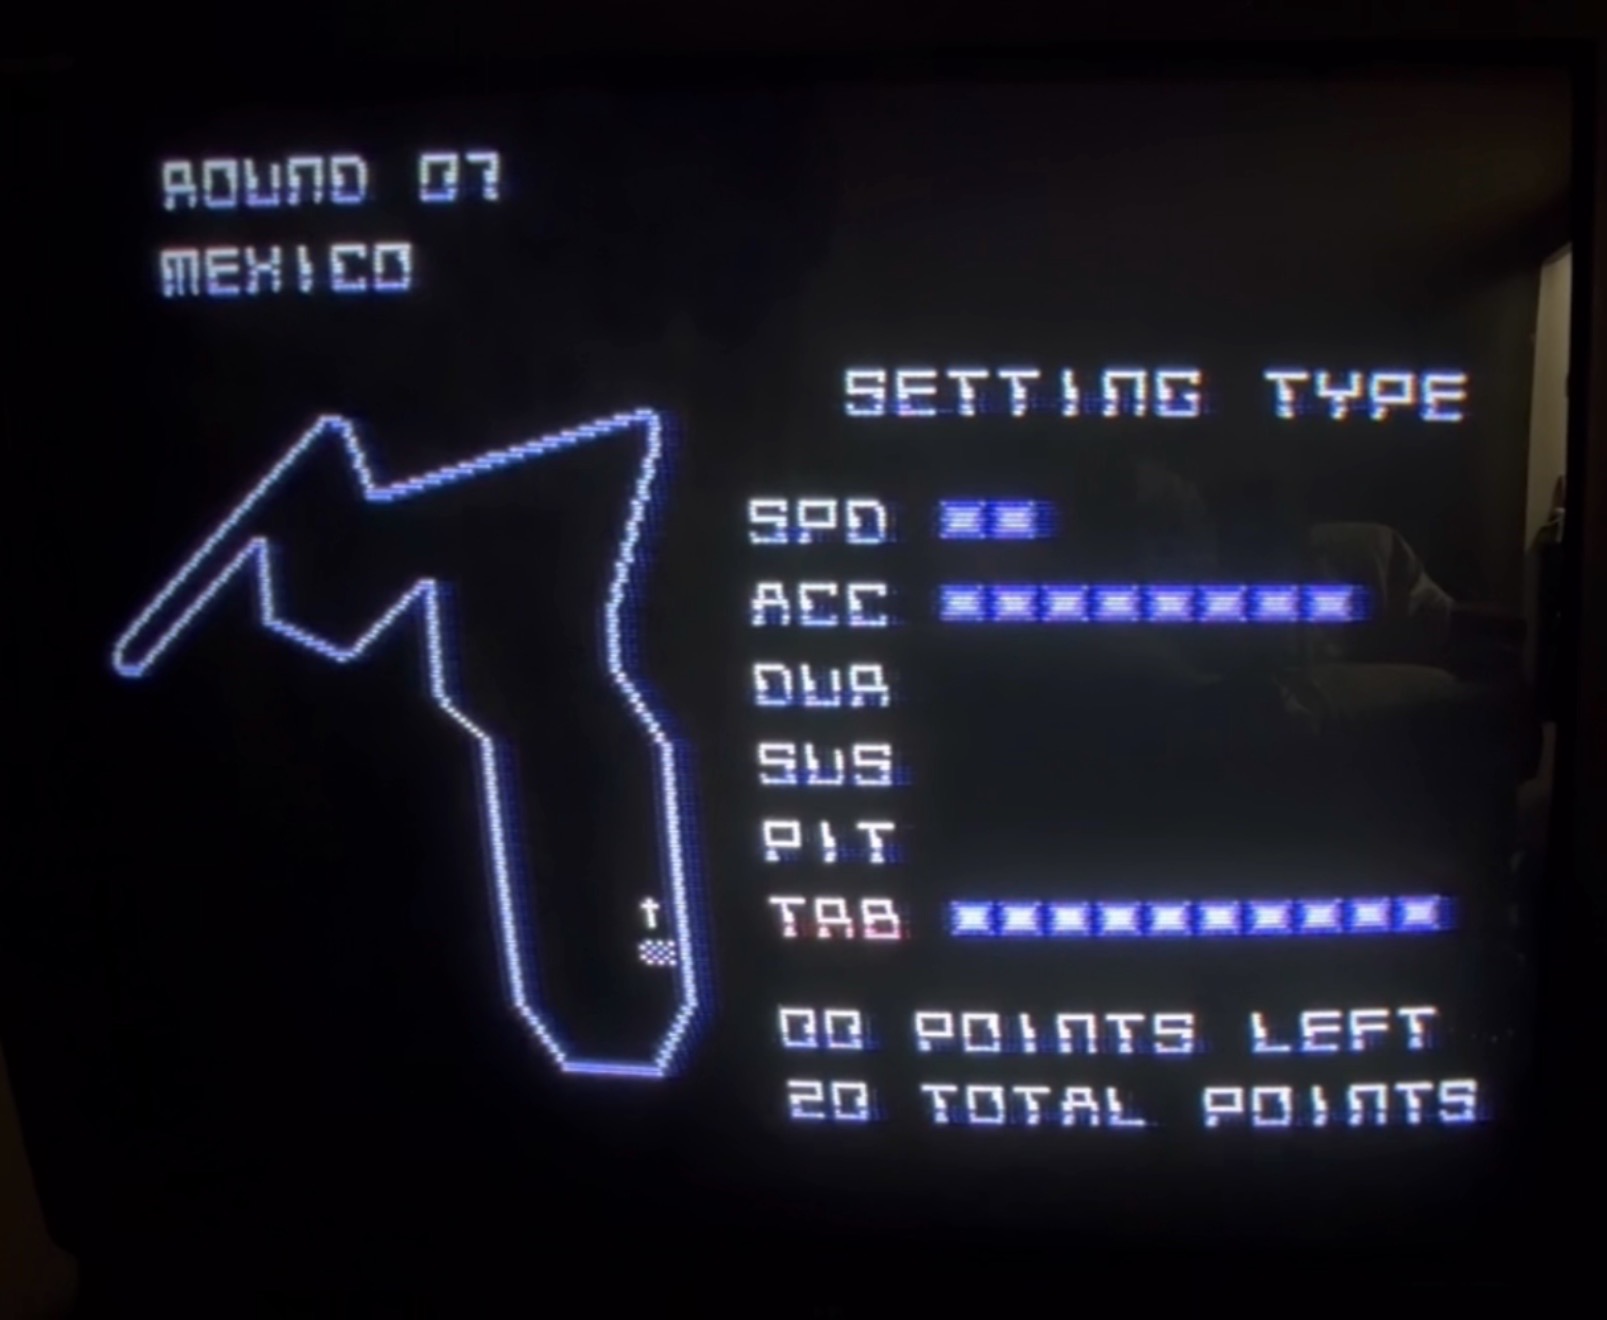 ROUND 07
MEXICO
SETTING TYPE
SPD
ACC
DUR
SUS
PIT
TAB
00 POINTS LEFT
20 TOTAL POINTS